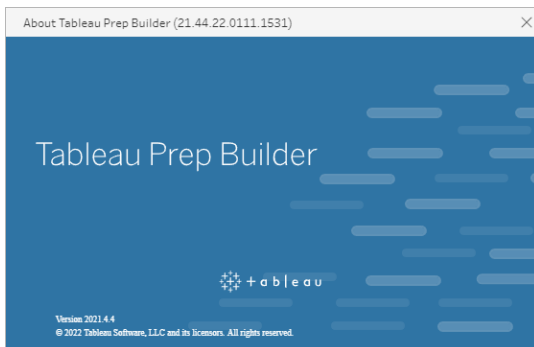 About Tableau Prep Builder (21.44.22.0111.1531)
Tableau Prep Builder
+ a b | e a u
Version 2021.4.4
© 2022 Tableau Software, LLC and its licensors. All rights reserved.